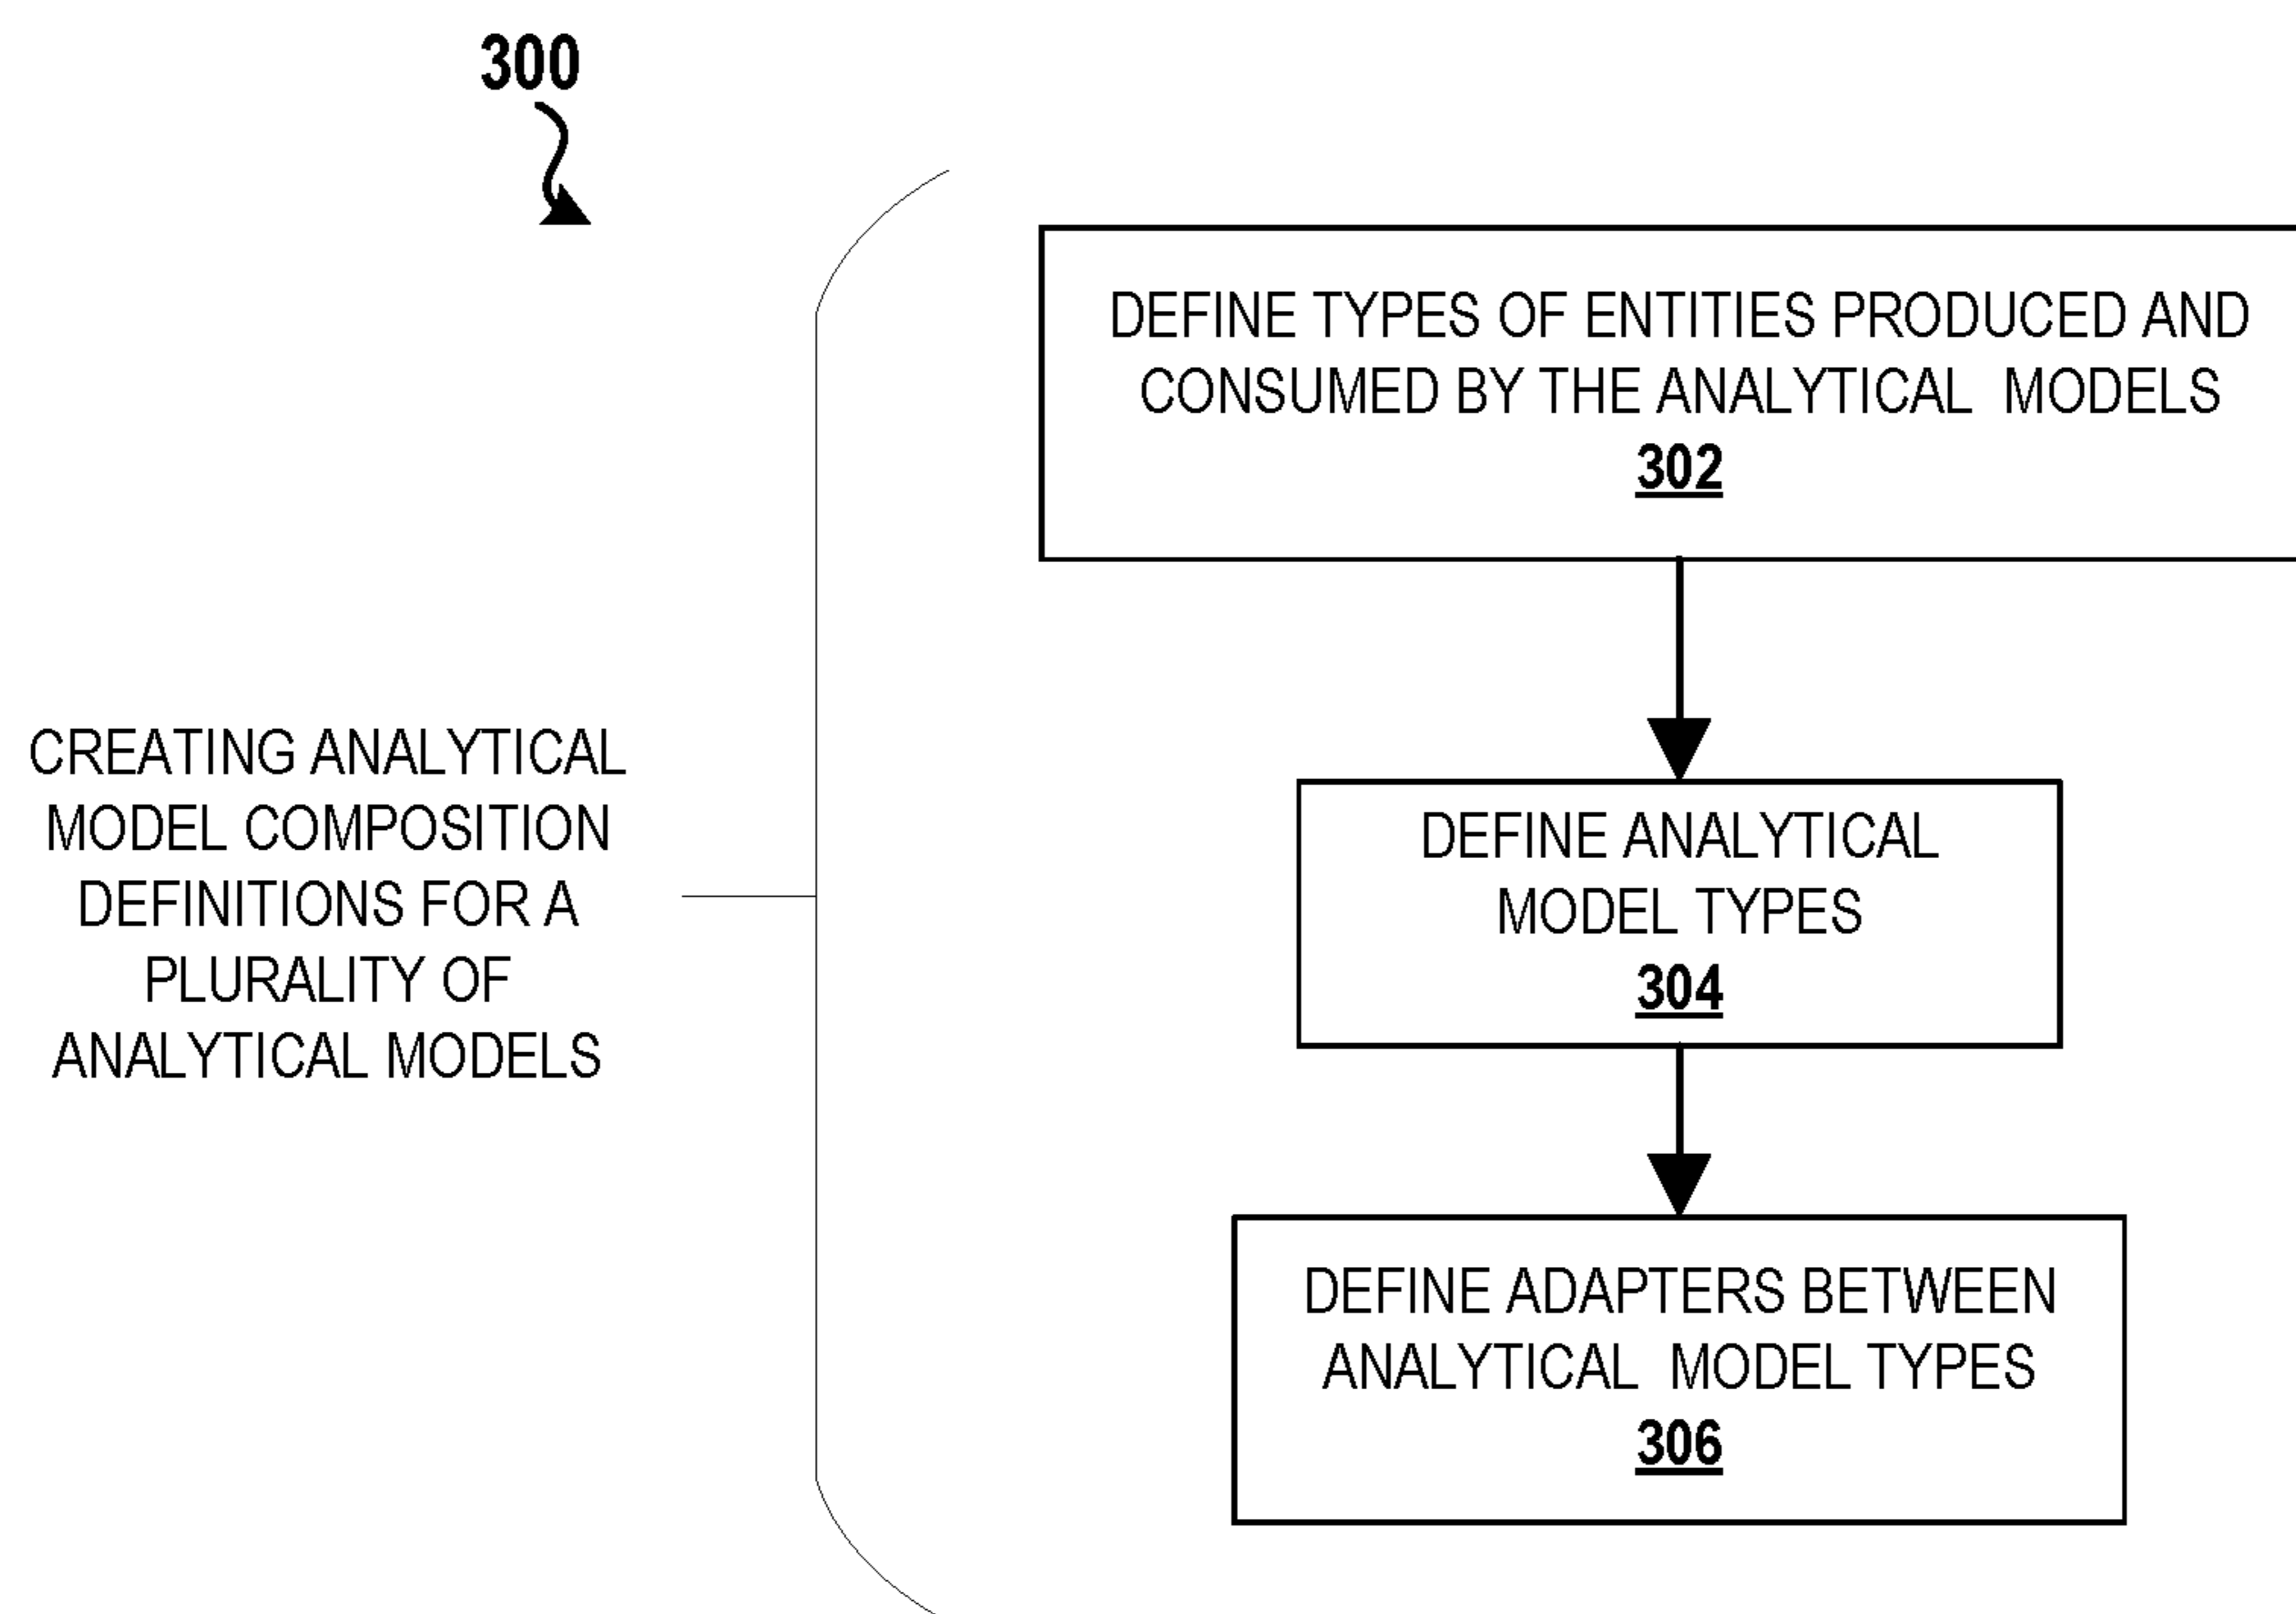 300
DEFINE TYPES OF ENTITIES PRODUCED AND
CONSUMED BY THE ANALYTICAL MODELS
302
CREATING ANALYTICAL
MODEL COMPOSITION
DEFINITIONS FOR A
PLURALITY OF
ANALYTICAL MODELS
DEFINE ANALYTICAL
MODEL TYPES
304
DEFINE ADAPTERS BETWEEN
ANALYTICAL MODEL TYPES
306